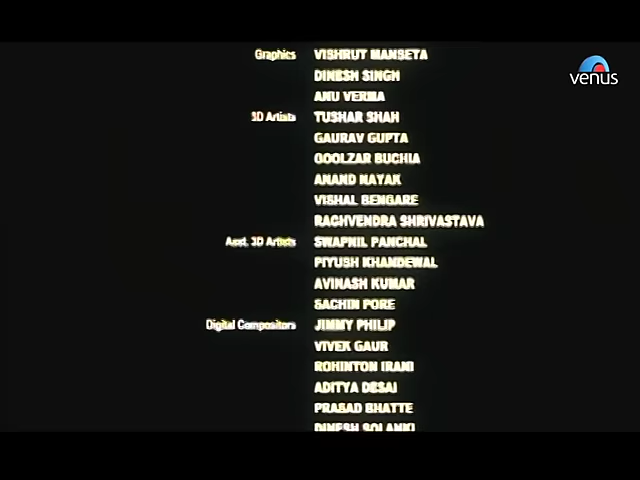 Graphics VISHRUT MANSETA
DINESH SINGH
venus
ANU VERMA
3D Artists TUSHAR SHAH
GAURAV GUPTA
GOOLZAR BUCHIA
ANAND NAYAK
VISHAL BENGARE
RAGHVENDRA SHRIVASTAVA
Asst. 3D Artists SWAPNIL PANCHAL
PIYUSH KHANDEWAL
AVINASH KUMAR
SACHIN PORE
Digital Compositors JIMMY PHILIP
VIVEK GAUR
ROHINTON IRANI
ADITYA DESAI
PRASAD BHATTE
DINESH SOLANKI